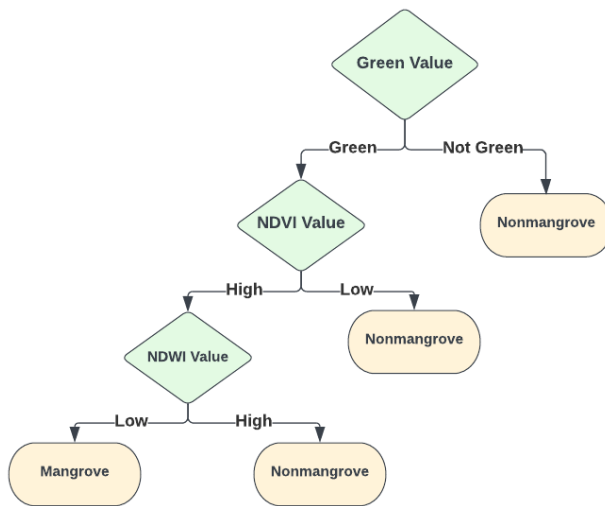 Green Value
Green
Not Green
NDVI Value
Nonmangrove
High
Low
NDWI Value
Nonmangrove
Low
High
Mangrove
Nonmangrove